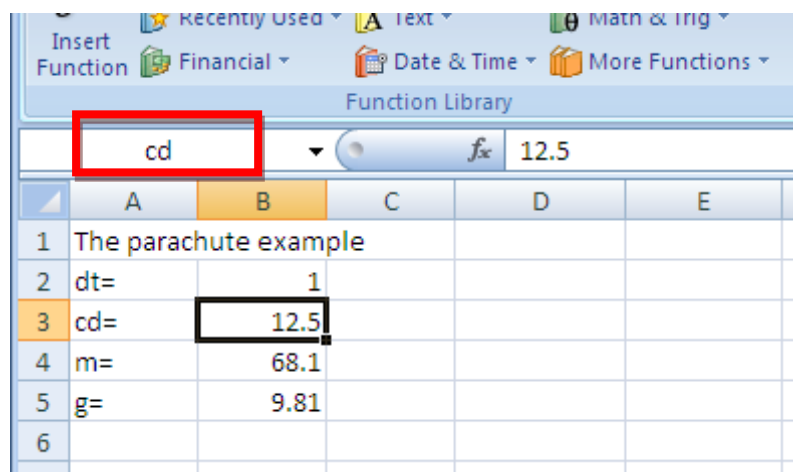 Recently Used Text Math & Trig
Insert Function Financial Date & Time More Functions
Function Library
cd fx 12.5
A B C D E
1 The parachute example
2 dt= 1
3 cd= 12.5
4 m= 68.1
5 g= 9.81
6